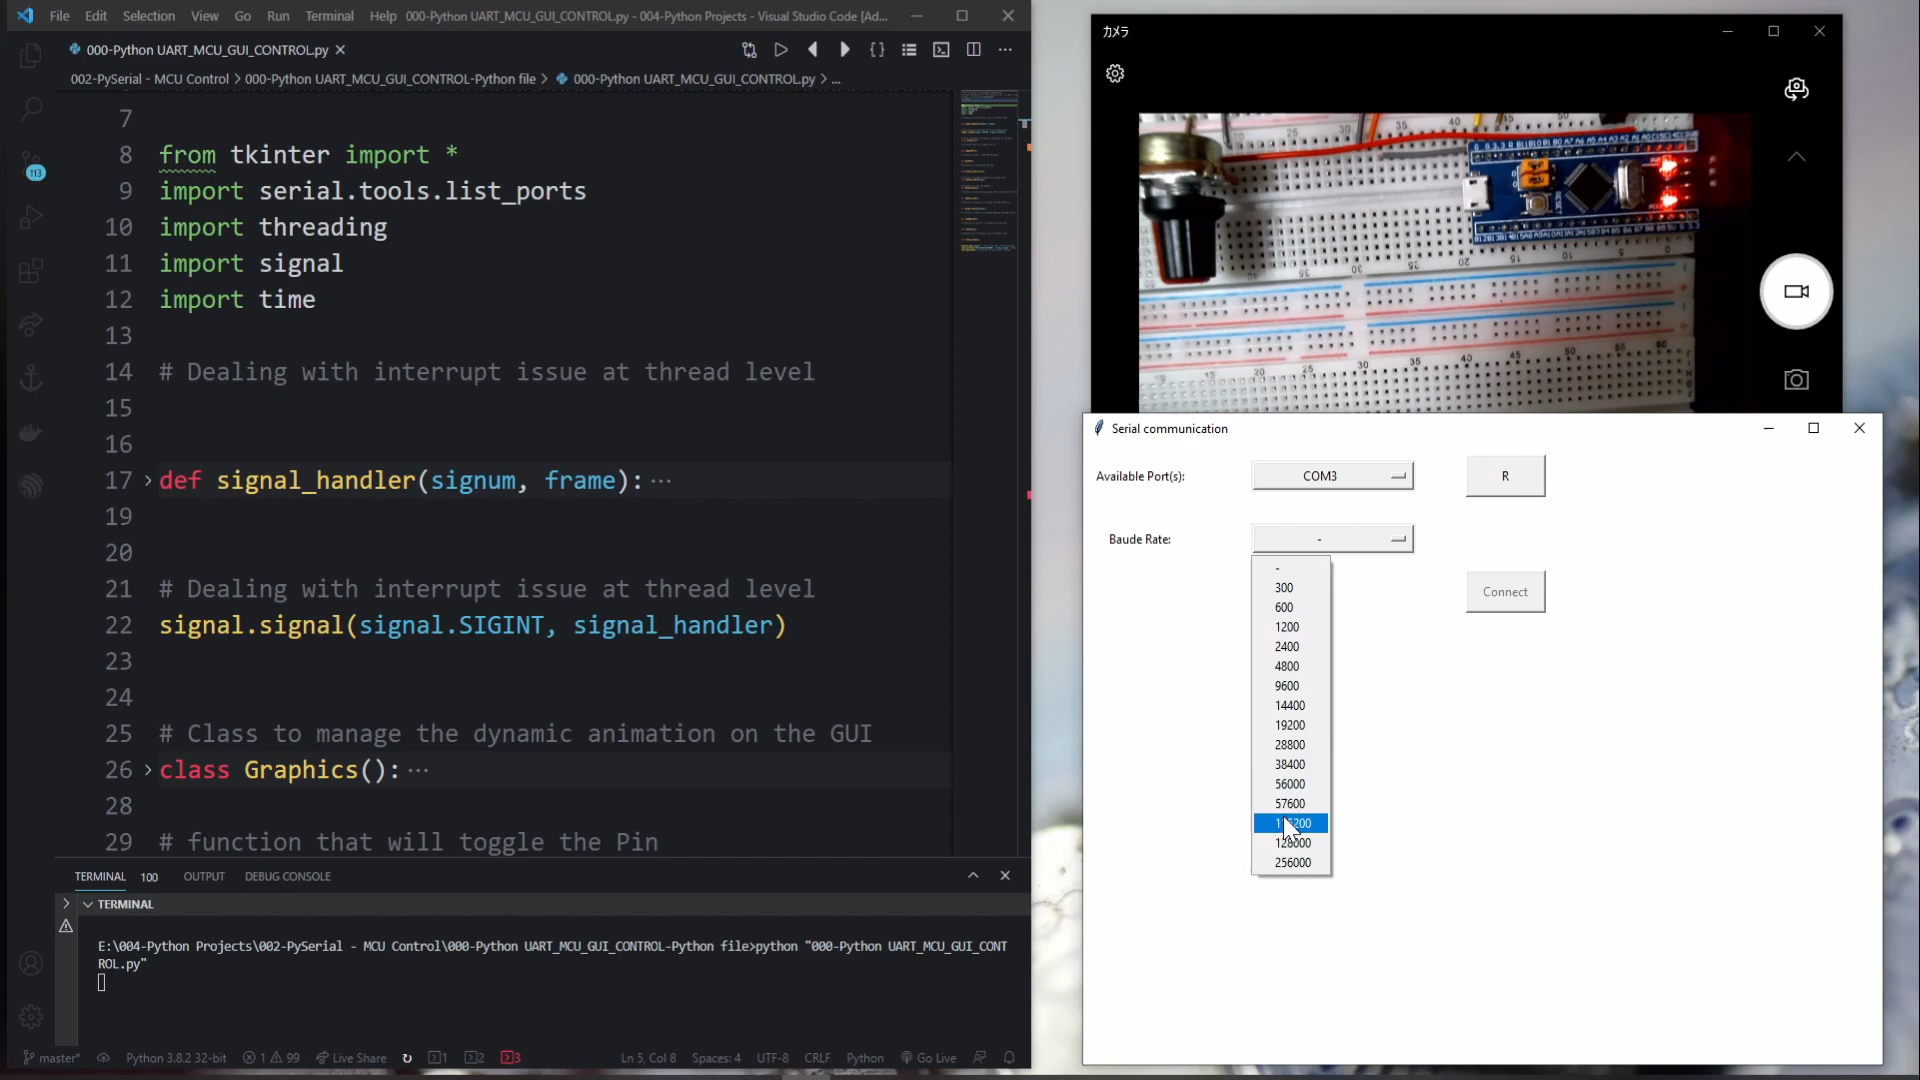 File Edit Selection View Go Run Terminal Help 000-Python UART_MCU_GUI_CONTROL.py - 004-Python Projects - Visual Studio Code [Ad...
000-Python UART_MCU_GUI_CONTROL.py
002-PySerial - MCU Control > 000-Python UART_MCU_GUI_CONTROL-Python file > 000-Python UART_MCU_GUI_CONTROL.py > ...
7
8 from tkinter import *
9 import serial.tools.list_ports
10 import threading
11 import signal
12 import time
13
14 # Dealing with interrupt issue at thread level
15
16
17 > def signal_handler(signum, frame): ...
19
20
21 # Dealing with interrupt issue at thread level
22 signal.signal(signal.SIGINT, signal_handler)
23
24
25 # Class to manage the dynamic animation on the GUI
26 > class Graphics(): ...
28
29 # function that will toggle the Pin
113
TERMINAL 100 OUTPUT DEBUG CONSOLE
TERMINAL
E:\004-Python Projects\002-PySerial - MCU Control\000-Python UART_MCU_GUI_CONTROL-Python file>python "000-Python UART_MCU_GUI_CONT
ROL.py"
master* Python 3.8.2 32-bit 1 99 Live Share 1 2 3 Ln 5, Col 8 Spaces: 4 UTF-8 CRLF Python Go Live
カメラ
Serial communication
Available Port(s): COM3 R
Baude Rate: -
Connect
-
300
600
1200
2400
4800
9600
14400
19200
28800
38400
56000
57600
128000
256000